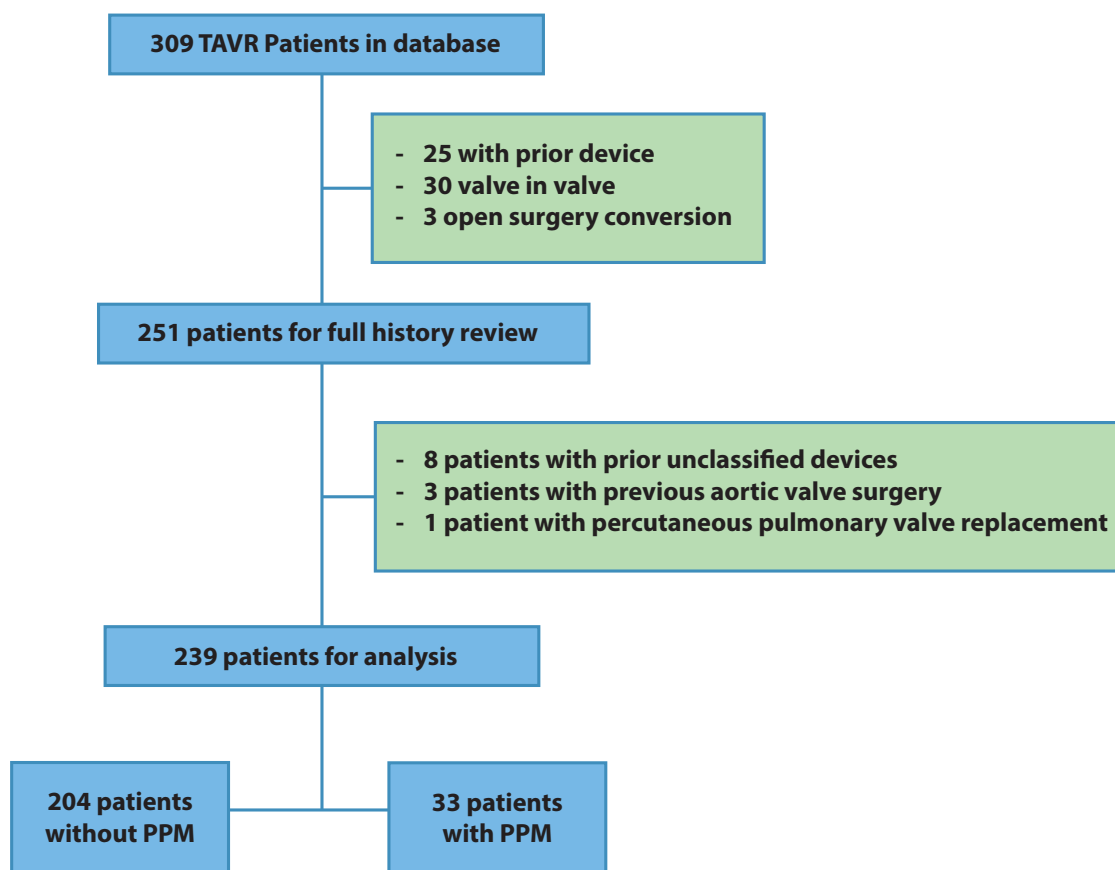 309 TAVR Patients in database
- 25 with prior device
- 30 valve in valve
- 3 open surgery conversion
251 patients for full history review
- 8 patients with prior unclassified devices
- 3 patients with previous aortic valve surgery
- 1 patient with percutaneous pulmonary valve replacement
239 patients for analysis
204 patients
without PPM
33 patients
with PPM